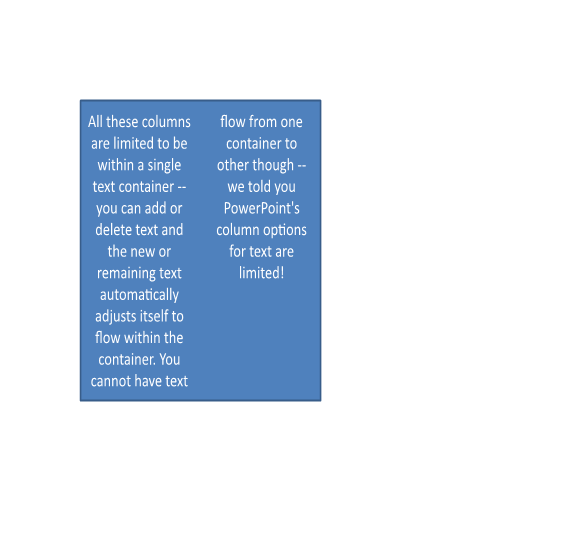 All these columns
are limited to be
within a single
text container --
you can add or
delete text and
the new or
remaining text
automatically
adjusts itself to
flow within the
container. You
cannot have text
flow from one
container to
other though --
we told you
PowerPoint's
column options
for text are
limited!